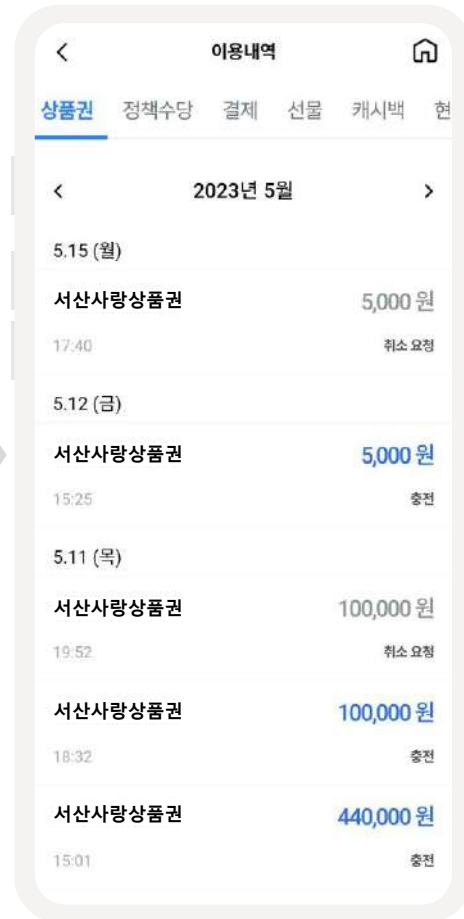 이용내역
상품권 정책수당 결제 선물 캐시백 현
2023년 5월
5.15 (월)
서산사랑상품권 5,000 원
17:40 취소 요청
5.12 (금)
서산사랑상품권 5,000 원
15:25 충전
5.11 (목)
서산사랑상품권 100,000 원
19:52 취소 요청
서산사랑상품권 100,000 원
18:32 충전
서산사랑상품권 440,000 원
15:01 충전